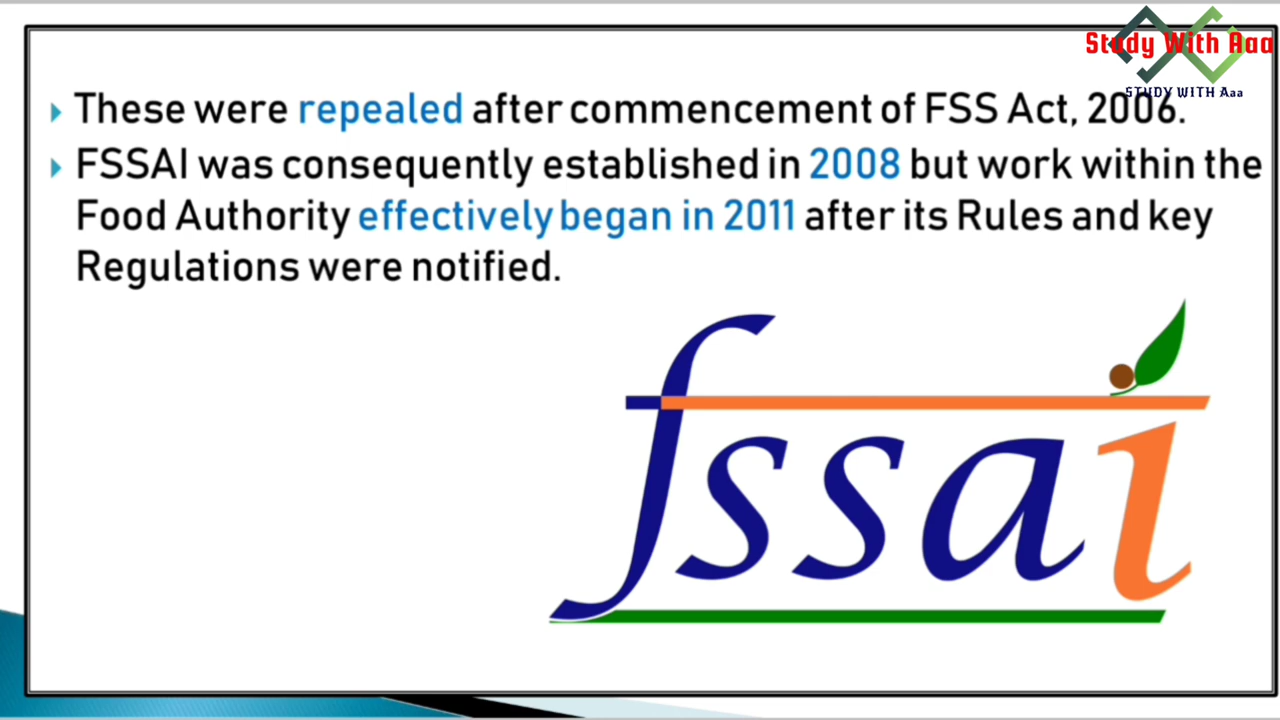 Study With Aaa
STUDY WITH Aaa
These were repealed after commencement of FSS Act, 2006.
FSSAI was consequently established in 2008 but work within the
Food Authority effectively began in 2011 after its Rules and key
Regulations were notified.
fssai